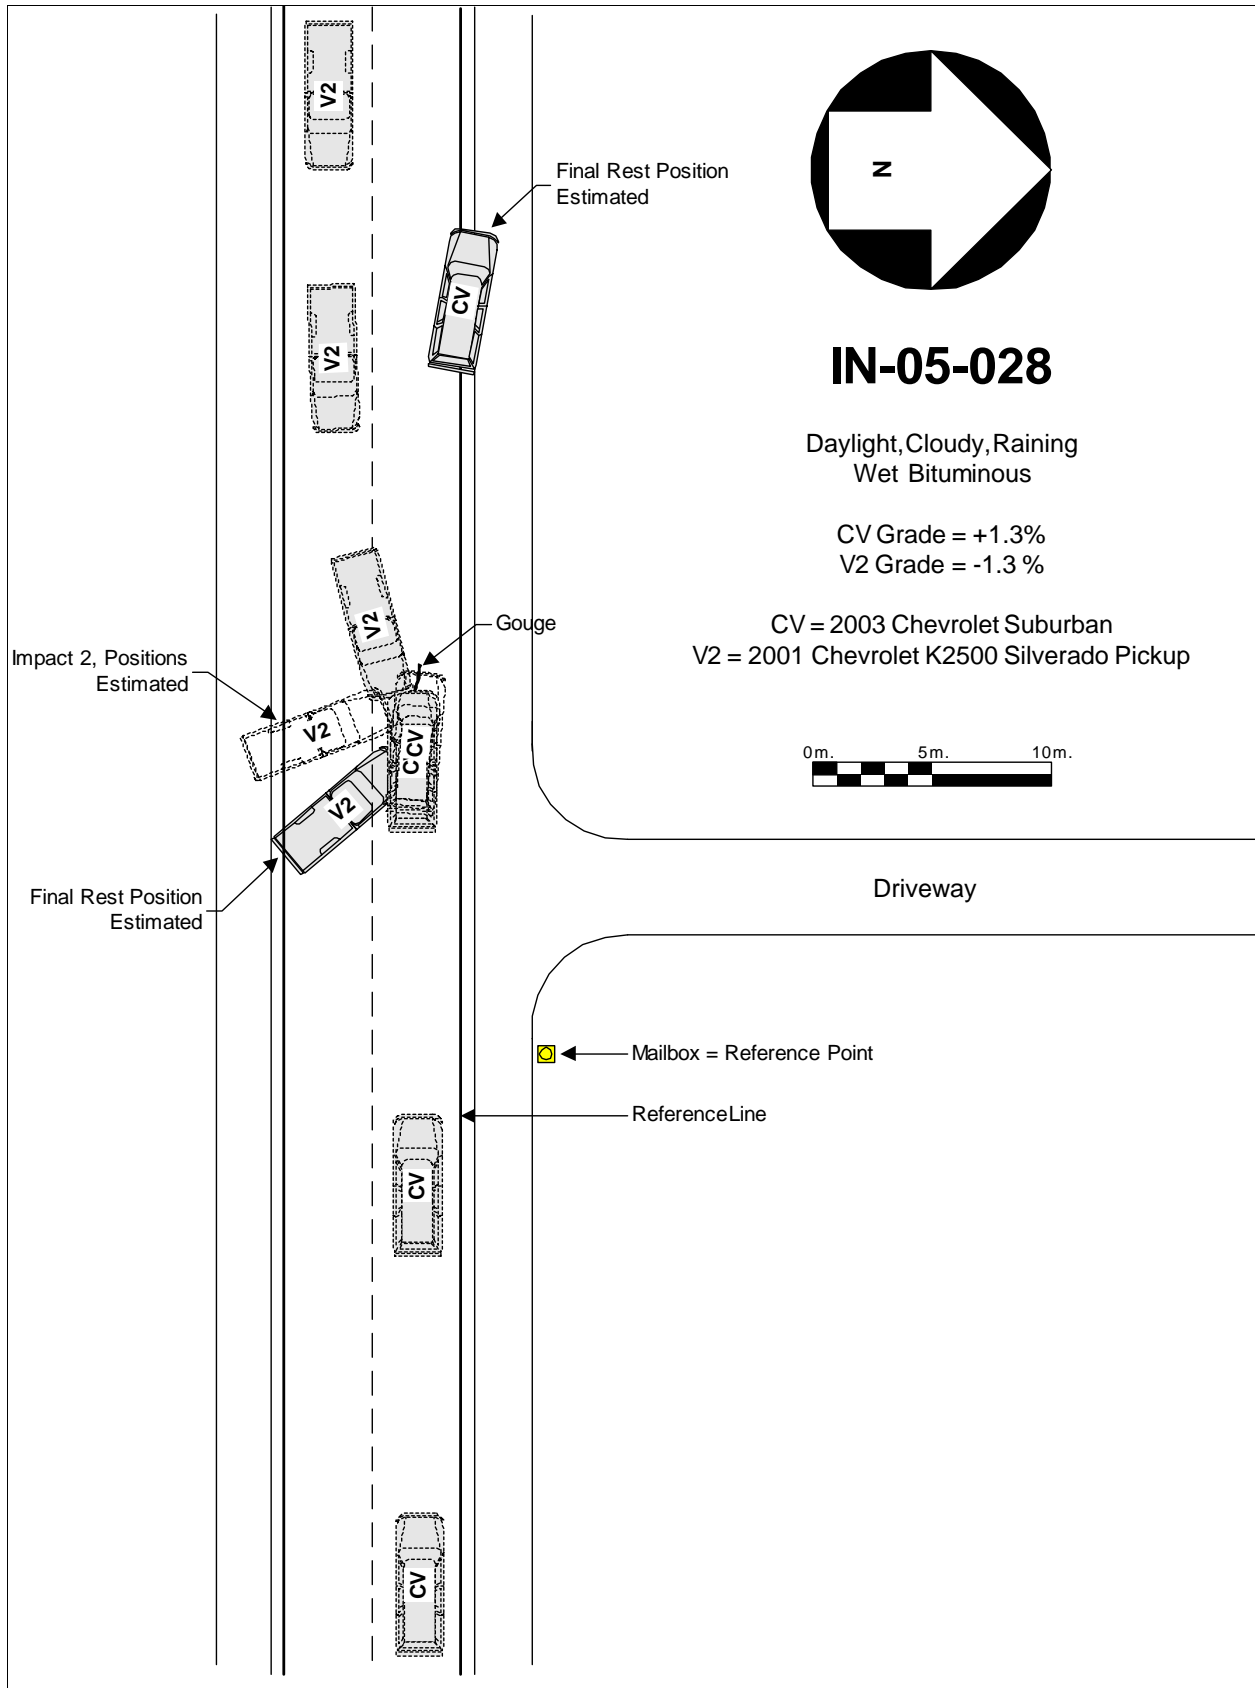 V2
Final Rest Position
Estimated
N
CV
V2
IN-05-028
Daylight,Cloudy,Raining
Wet Bituminous
CV Grade = +1.3%
V2 Grade = -1.3 %
CV = 2003 Chevrolet Suburban
V2 = 2001 Chevrolet K2500 Silverado Pickup
V2
Gouge
Impact 2, Positions
Estimated
V2
C'CV
0m. 5m. 10m.
V2
Final Rest Position
Estimated
Driveway
Mailbox = Reference Point
ReferenceLine
CV
CV